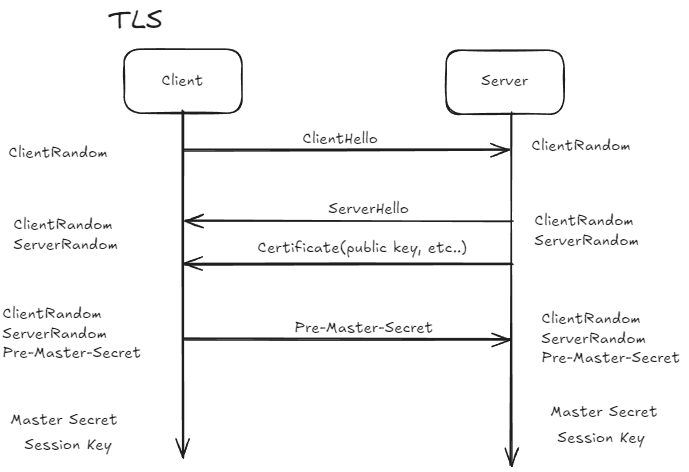 TLS
Client
Server
ClientHello
ClientRandom
ClientRandom
ServerHello
ClientRandom
ServerRandom
ClientRandom
ServerRandom
Certificate(public key, etc..)
ClientRandom
ServerRandom
Pre-Master-Secret
Pre-Master-Secret
ClientRandom
ServerRandom
Pre-Master-Secret
Master Secret
Session Key
Master Secret
Session Key